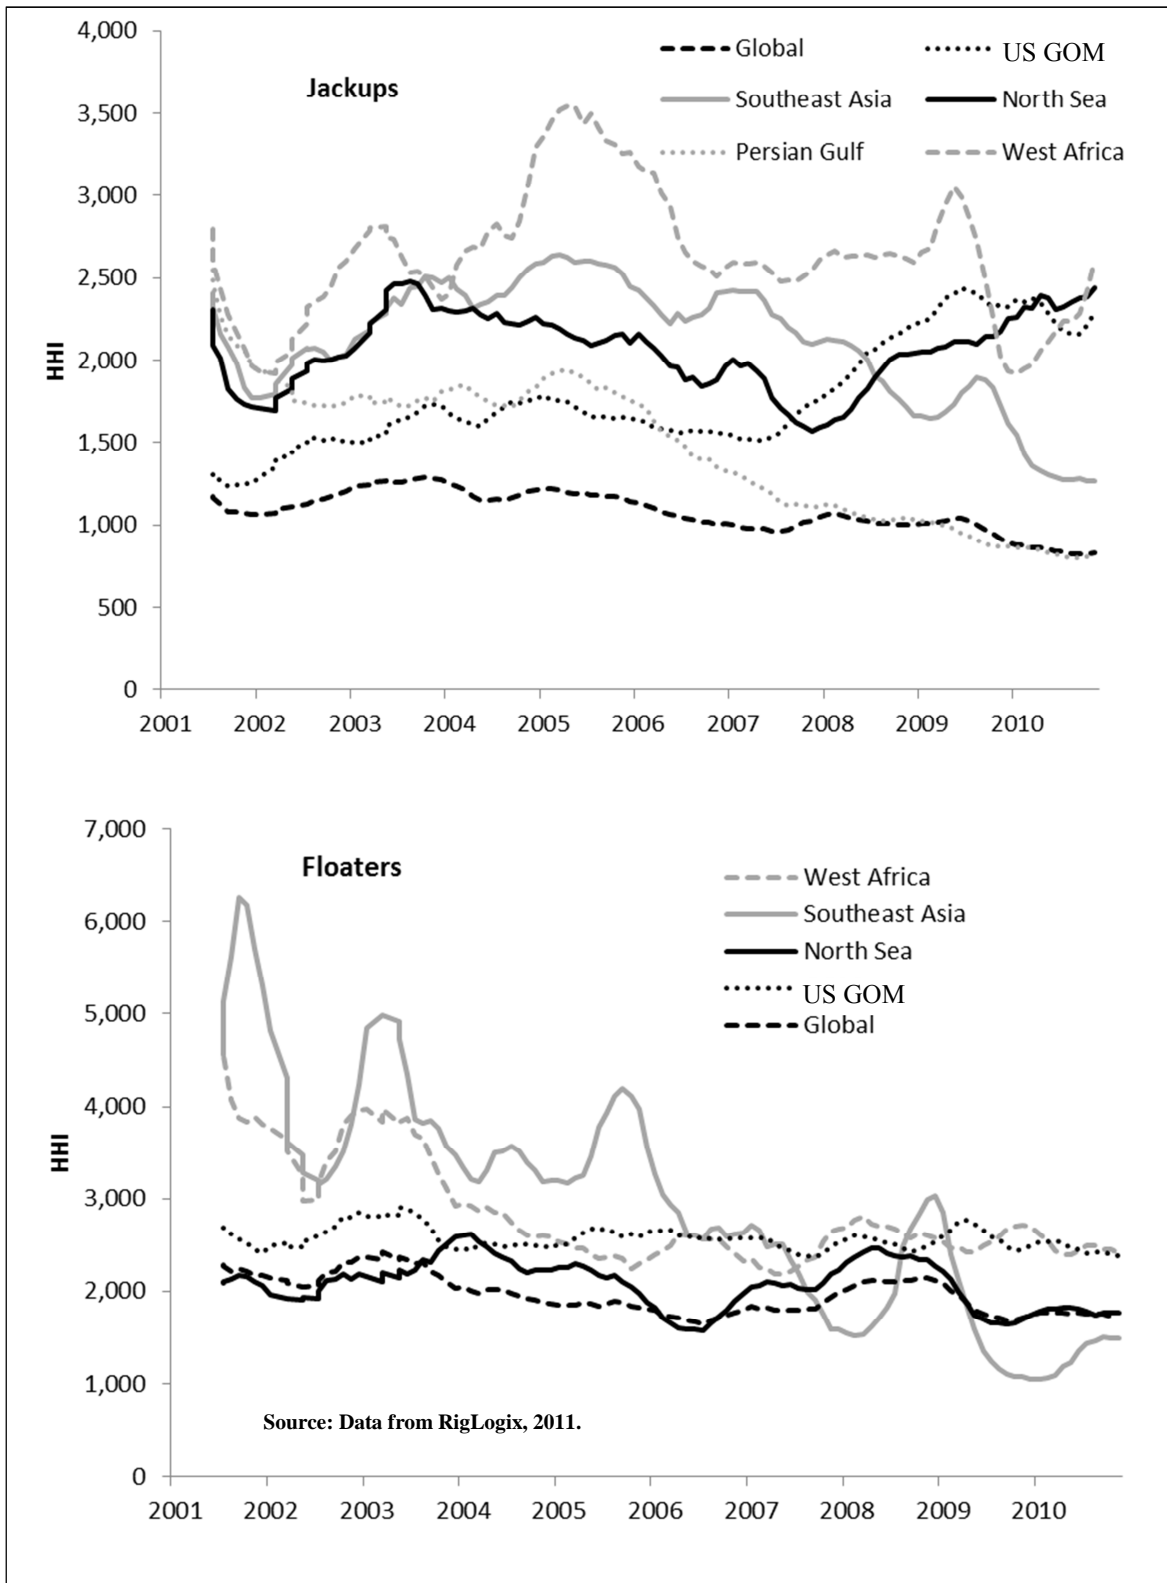 4,000
3,500
3,000
2,500
2,000
1,500
1,000
500
0
HHI
Jackups
Global
US GOM
Southeast Asia
North Sea
Persian Gulf
West Africa
2001 2002 2003 2004 2005 2006 2007 2008 2009 2010
7,000
6,000
5,000
4,000
3,000
2,000
1,000
0
HHI
Floaters
West Africa
Southeast Asia
North Sea
US GOM
Global
Source: Data from RigLogix, 2011.
2001 2002 2003 2004 2005 2006 2007 2008 2009 2010